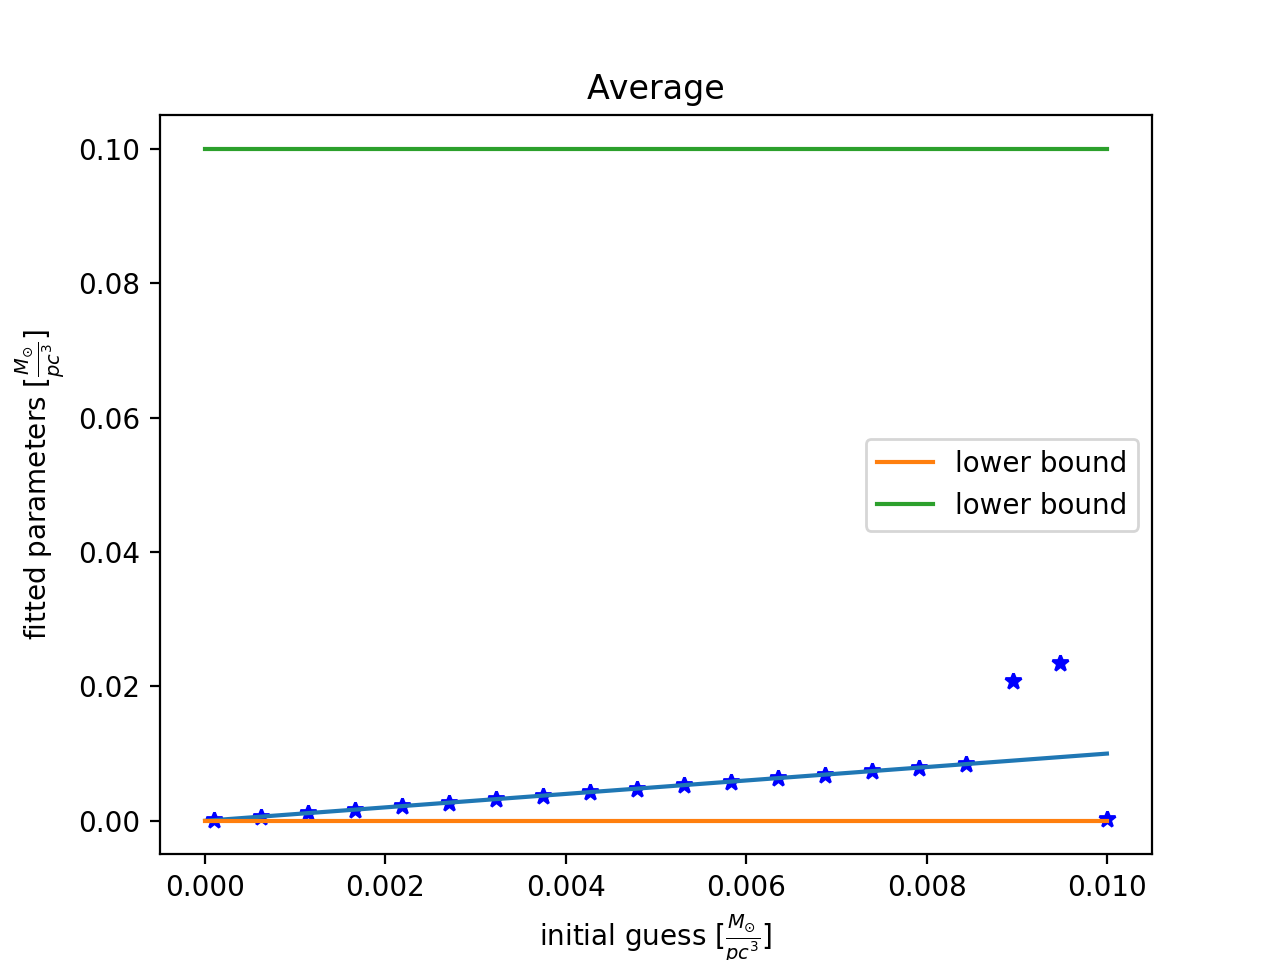 Average
0.10
0.08
0.06
0.04
0.02
0.00
fitted parameters [M⊙/pc³]
lower bound
lower bound
0.000 0.002 0.004 0.006 0.008 0.010
initial guess [M⊙/pc³]